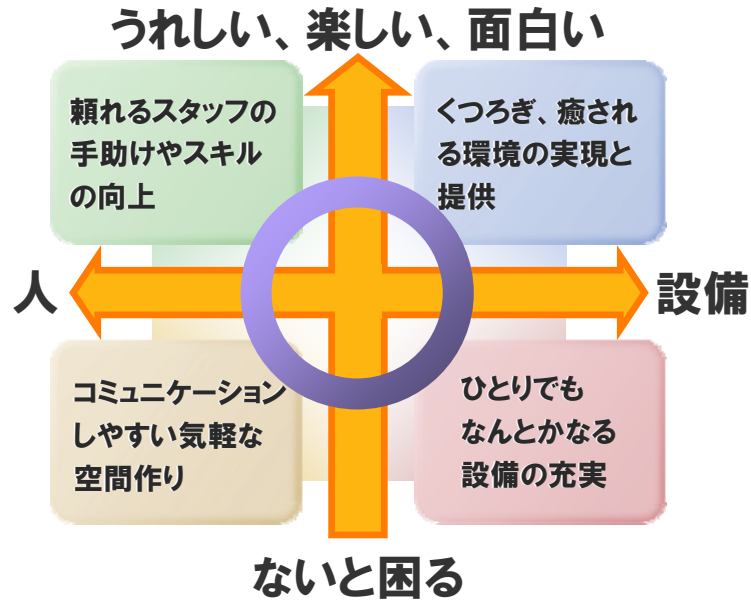 うれしい、楽しい、面白い
頼れるスタッフの
手助けやスキル
の向上
くつろぎ、癒され
る環境の実現と
提供
人
設備
コミュニケーション
しやすい気軽な
空間作り
ひとりでも
なんとかなる
設備の充実
ないと困る